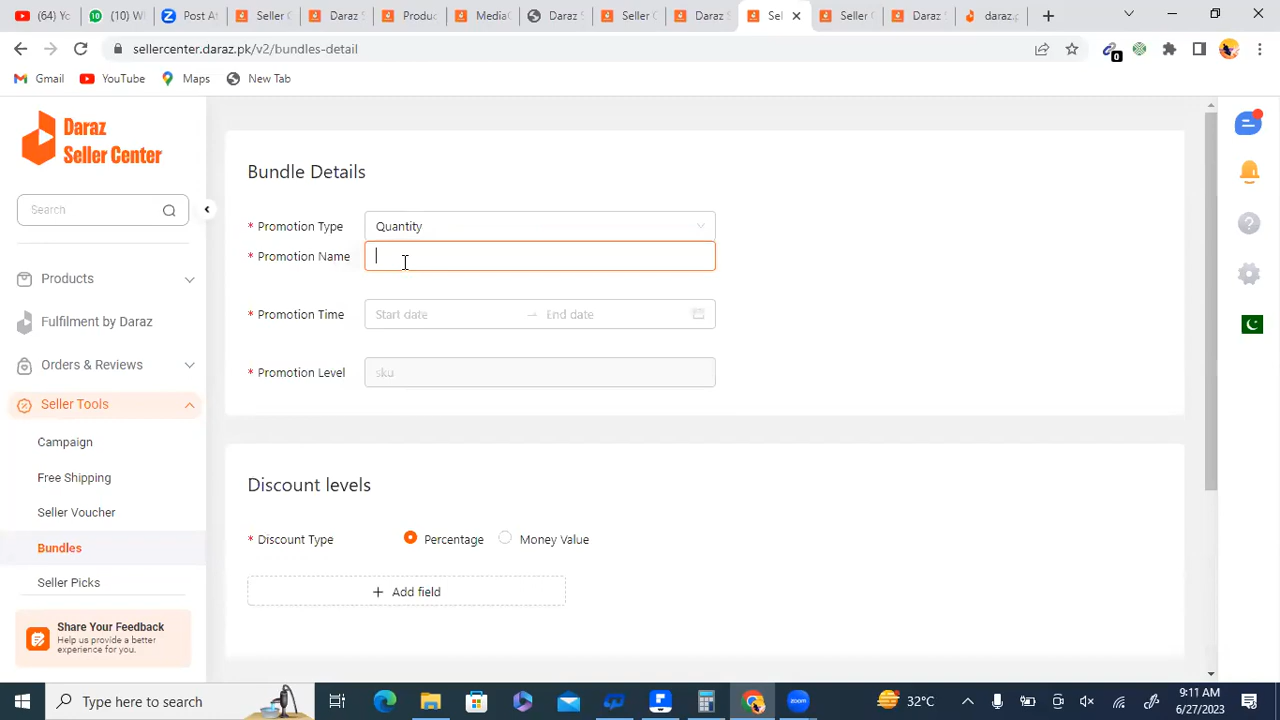 (64) Yo
(10) W
Post At
Seller C
Daraz S
Produc
MediaC
Daraz S
Seller C
Daraz S
Sel
Seller (
Daraz
daraz.p
sellercenter.daraz.pk/v2/bundles-detail
0
Gmail
YouTube
Maps
New Tab
Daraz
Seller Center
Search
Products
Fulfilment by Daraz
Orders & Reviews
Seller Tools
Campaign
Free Shipping
Seller Voucher
Bundles
Seller Picks
Share Your Feedback
Help us provide a better
experience for you.
Bundle Details
* Promotion Type Quantity
* Promotion Name
* Promotion Time Start date → End date
* Promotion Level sku
Discount levels
* Discount Type Percentage Money Value
+ Add field
Type here to search
32°C
9:11 AM
6/27/2023